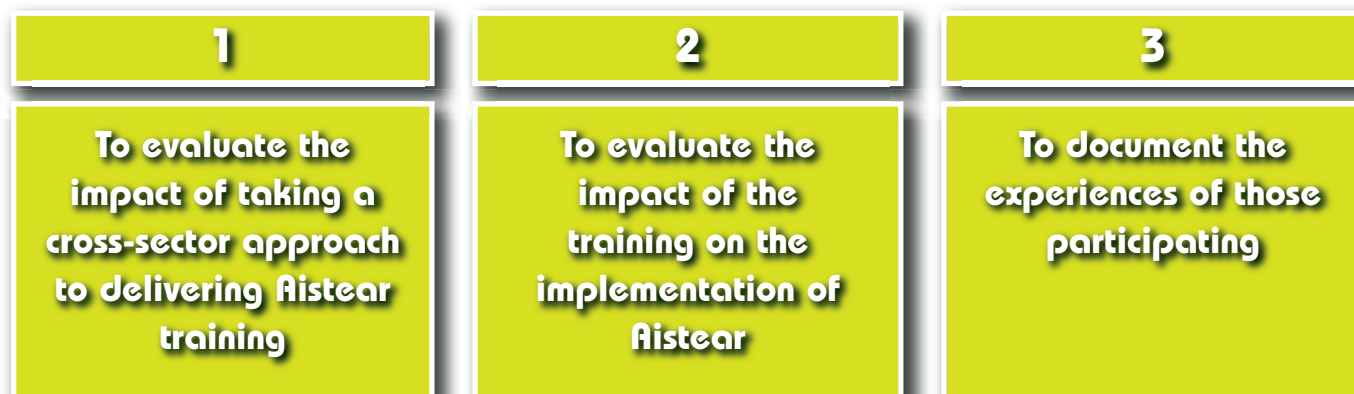 1
To evaluate the
impact of taking a
cross-sector approach
to delivering Aistear
training
2
To evaluate the
impact of the
training on the
implementation of
Aistear
3
To document the
experiences of those
participating